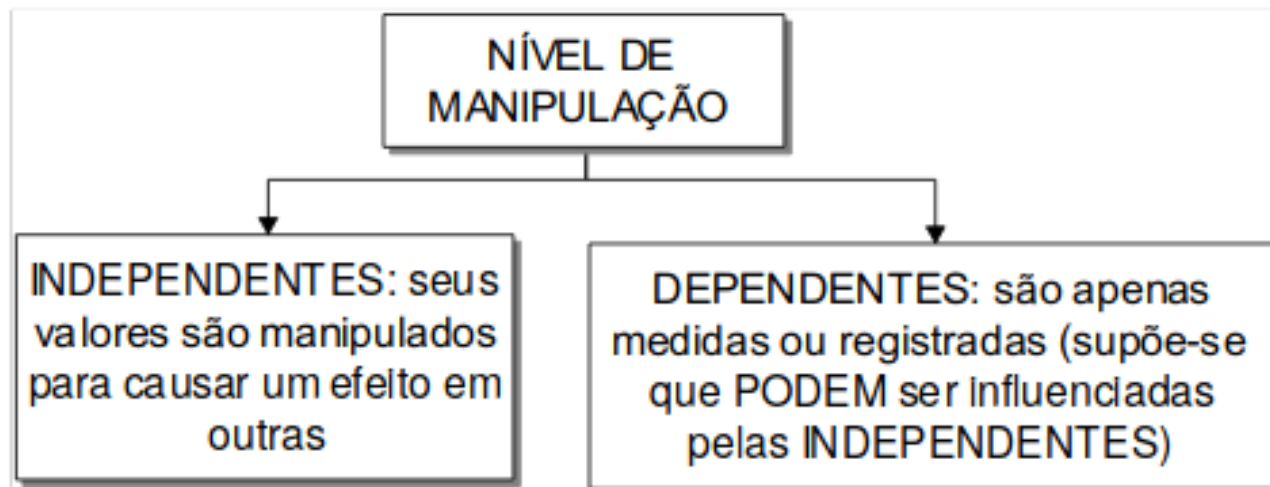 NÍVEL DE
MANIPULAÇÃO
INDEPENDENTES: seus
valores são manipulados
para causar um efeito em
outras
DEPENDENTES: são apenas
medidas ou registradas (supõe-se
que PODEM ser influenciadas
pelas INDEPENDENTES)